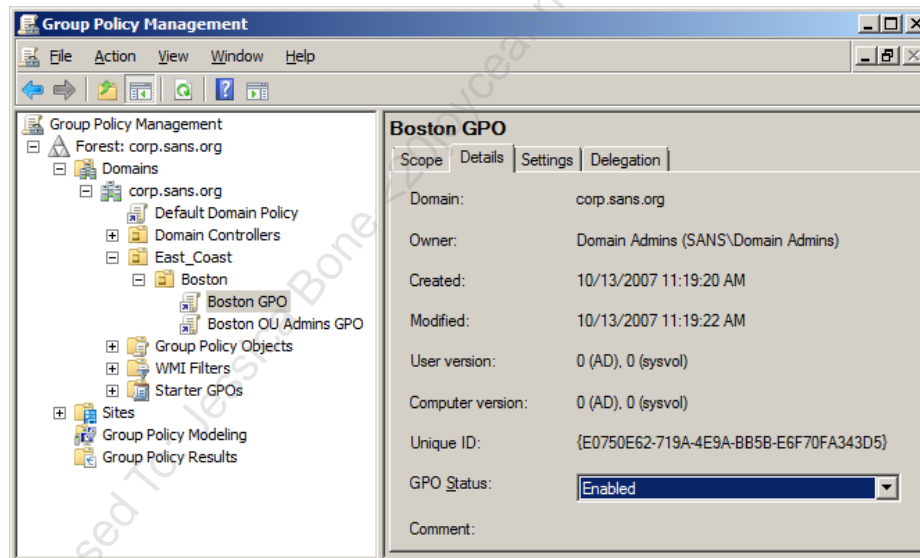 Group Policy Management
File Action View Window Help
Group Policy Management
Forest: corp.sans.org
Domains
corp.sans.org
Default Domain Policy
Domain Controllers
East_Coast
Boston
Boston GPO
Boston OU Admins GPO
Group Policy Objects
WMI Filters
Starter GPOs
Sites
Group Policy Modeling
Group Policy Results
Boston GPO
Scope Details Settings Delegation
Domain: corp.sans.org
Owner: Domain Admins (SANS\Domain Admins)
Created: 10/13/2007 11:19:20 AM
Modified: 10/13/2007 11:19:22 AM
User version: 0 (AD), 0 (sysvol)
Computer version: 0 (AD), 0 (sysvol)
Unique ID: {E0750E62-719A-4E9A-BB5B-E6F70FA343D5}
GPO Status: Enabled
Comment:
sed To: Jessica Bone